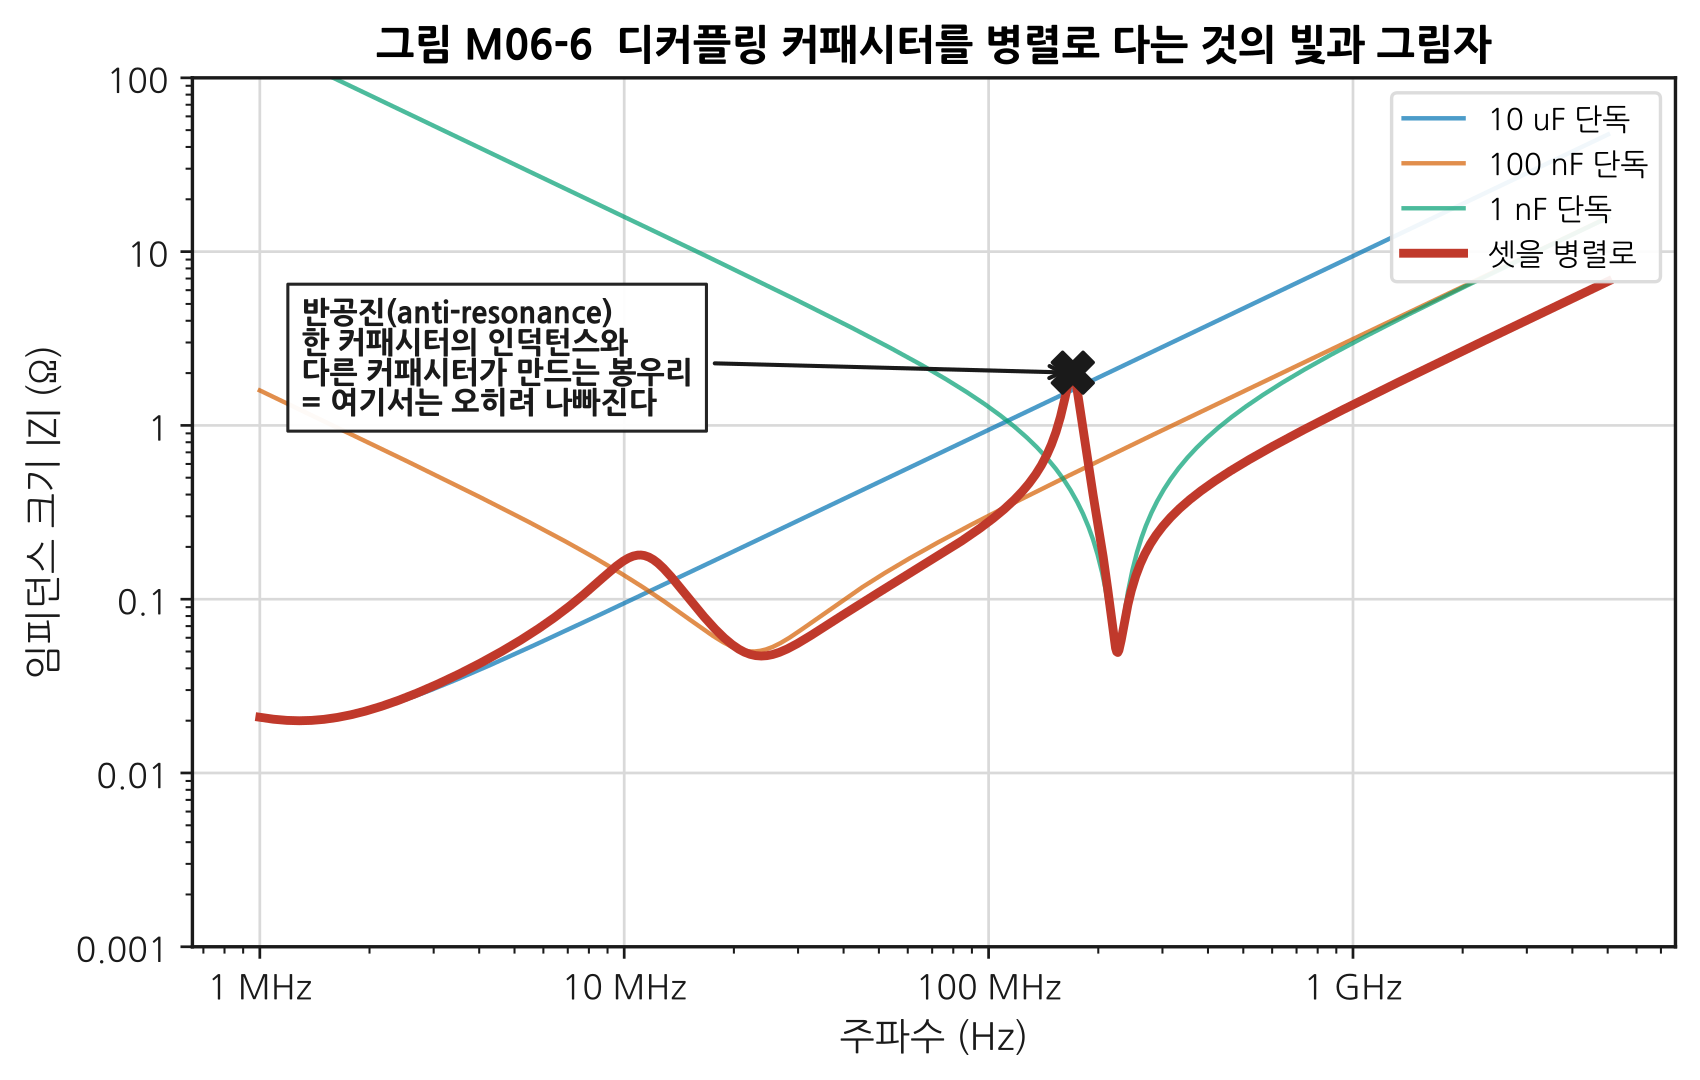 그림 M06-6 디커플링 커패시터를 병렬로 다는 것의 빛과 그림자
100
10
1
0.1
0.01
0.001
임피던스 크기 |Z| (Ω)
반공진(anti-resonance)
한 커패시터의 인덕턴스와
다른 커패시터가 만드는 봉우리
= 여기서는 오히려 나빠진다
10 uF 단독
100 nF 단독
1 nF 단독
셋을 병렬로
1 MHz
10 MHz
100 MHz
1 GHz
주파수 (Hz)